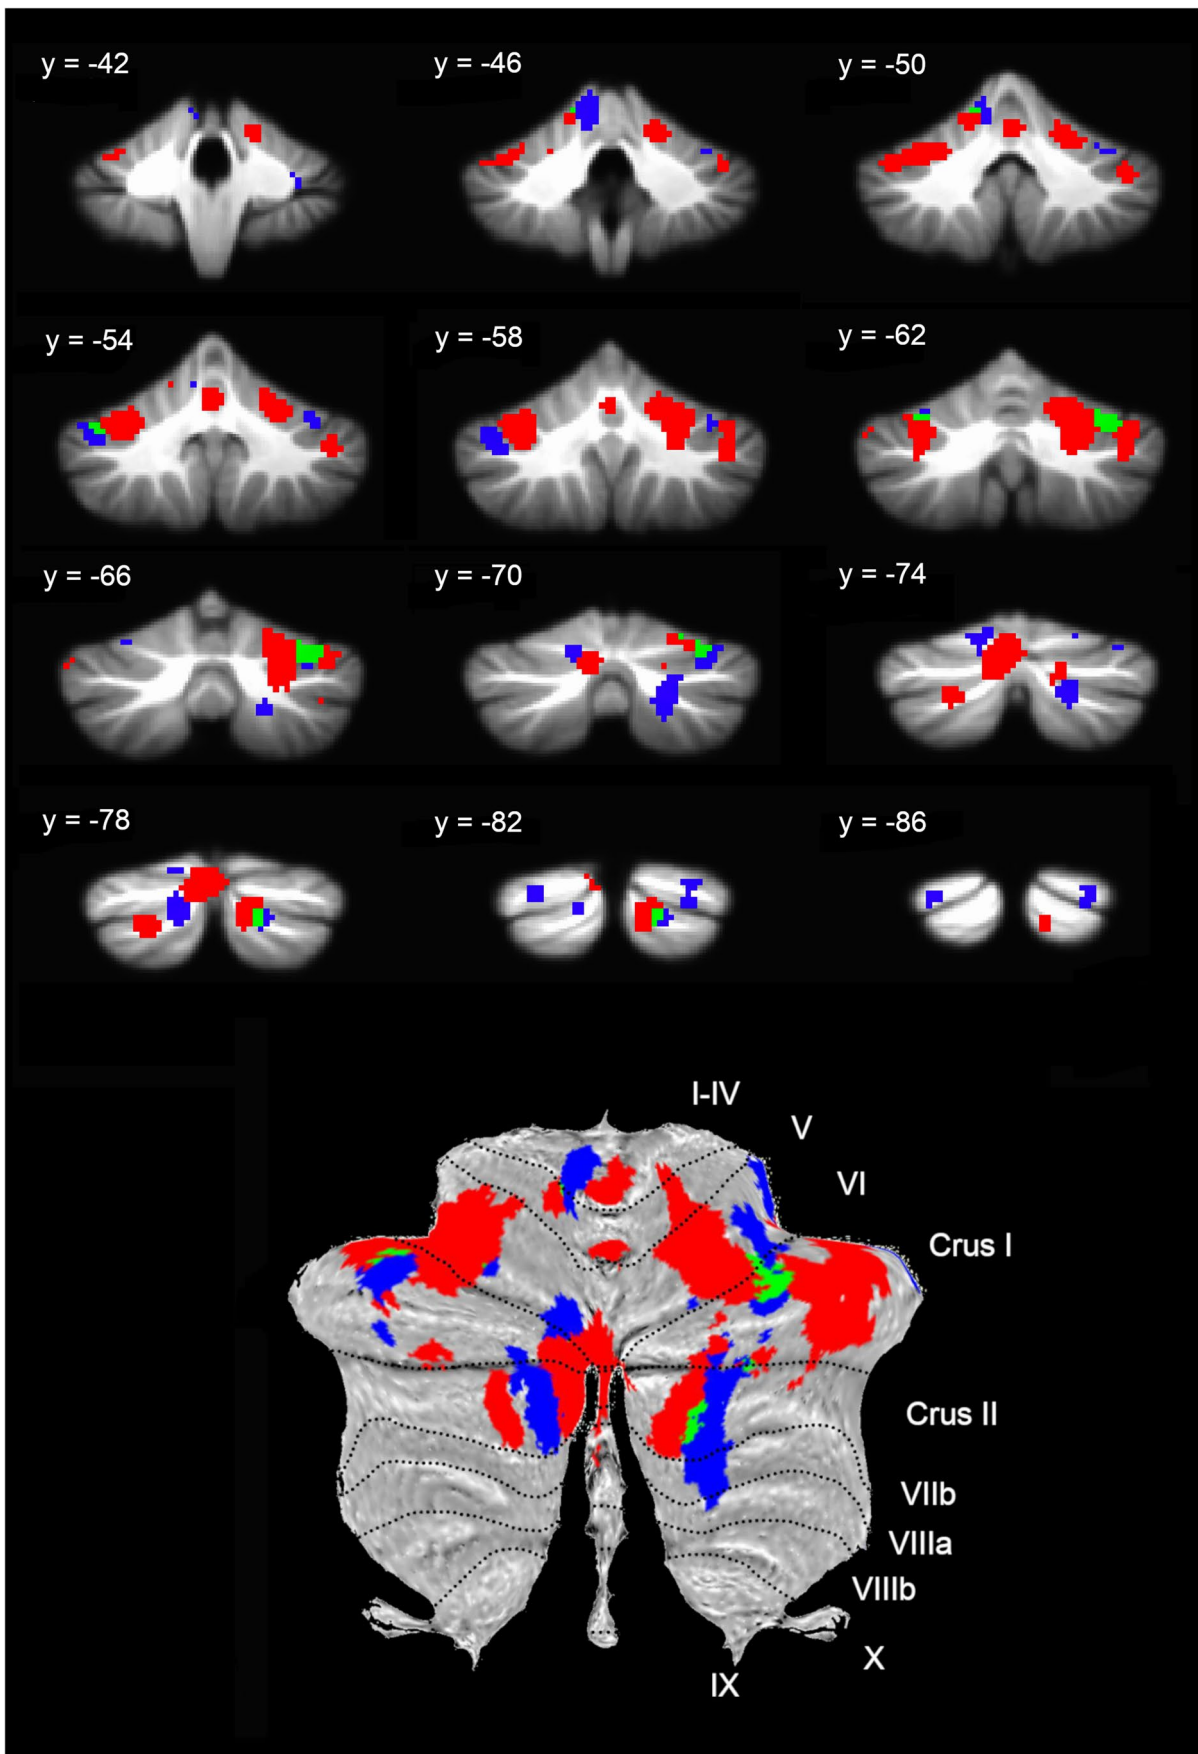 y = -42
y = -46
y = -50
y = -54
y = -58
y = -62
y = -66
y = -70
y = -74
y = -78
y = -82
y = -86
I-IV
V
VI
Crus I
Crus II
VIIb
VIIIa
VIIIb
X
IX